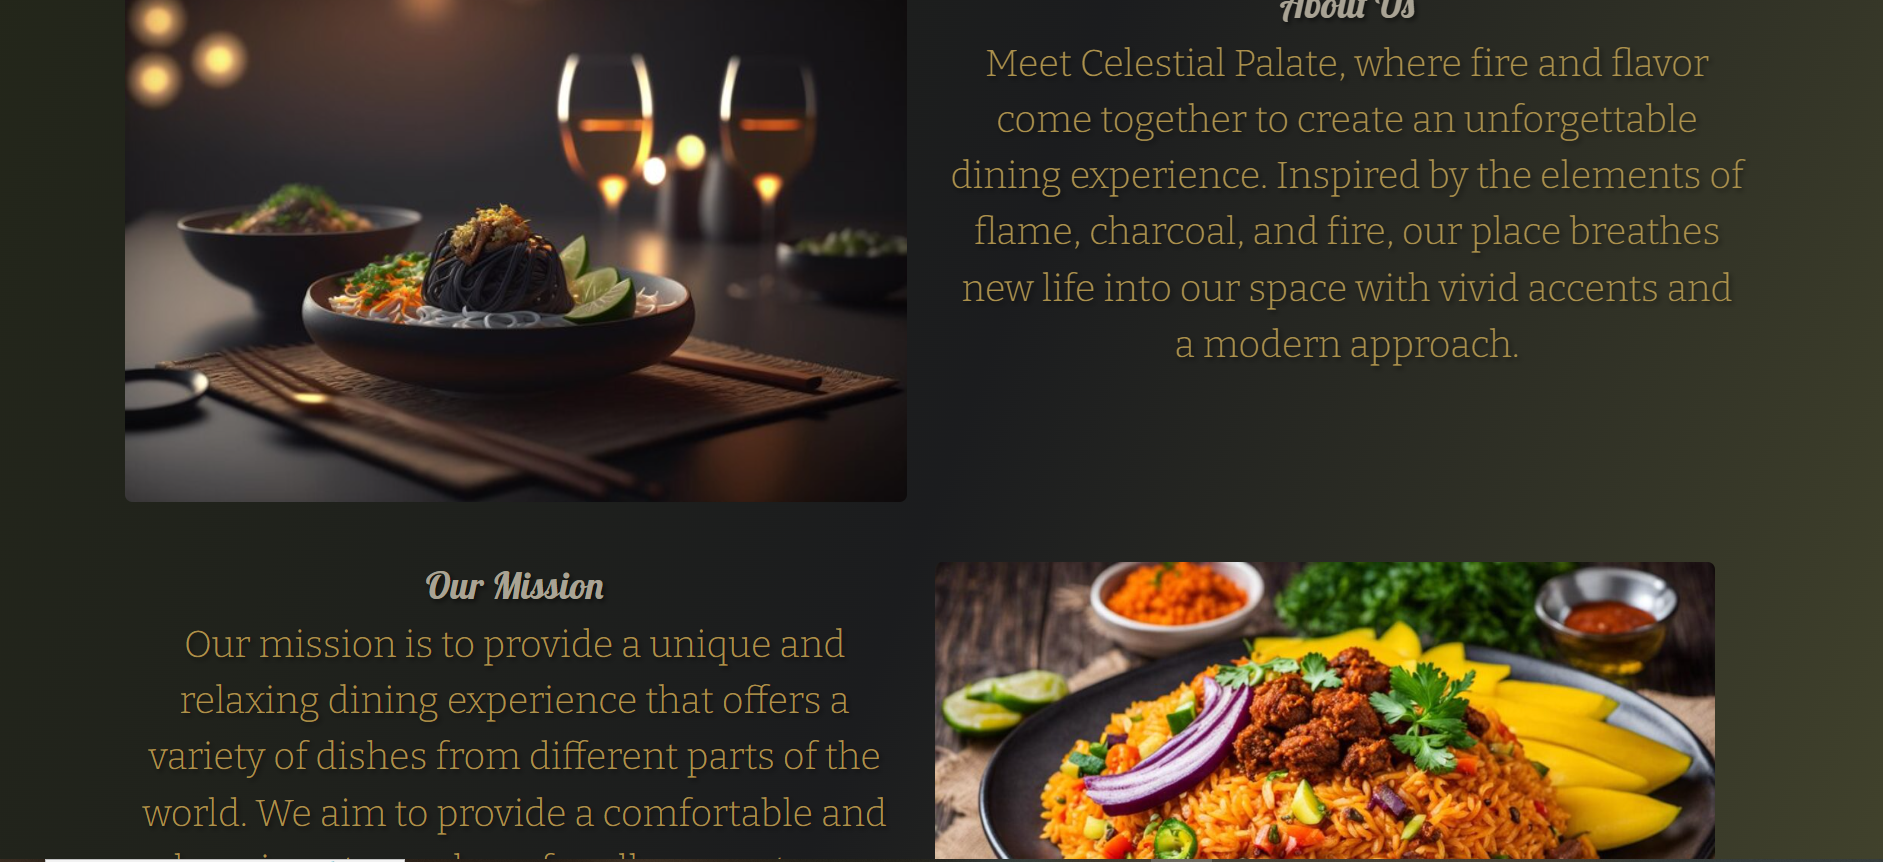 About Us
Meet Celestial Palate, where fire and flavor
come together to create an unforgettable
dining experience. Inspired by the elements of
flame, charcoal, and fire, our place breathes
new life into our space with vivid accents and
a modern approach.
Our Mission
Our mission is to provide a unique and
relaxing dining experience that offers a
variety of dishes from different parts of the
world. We aim to provide a comfortable and